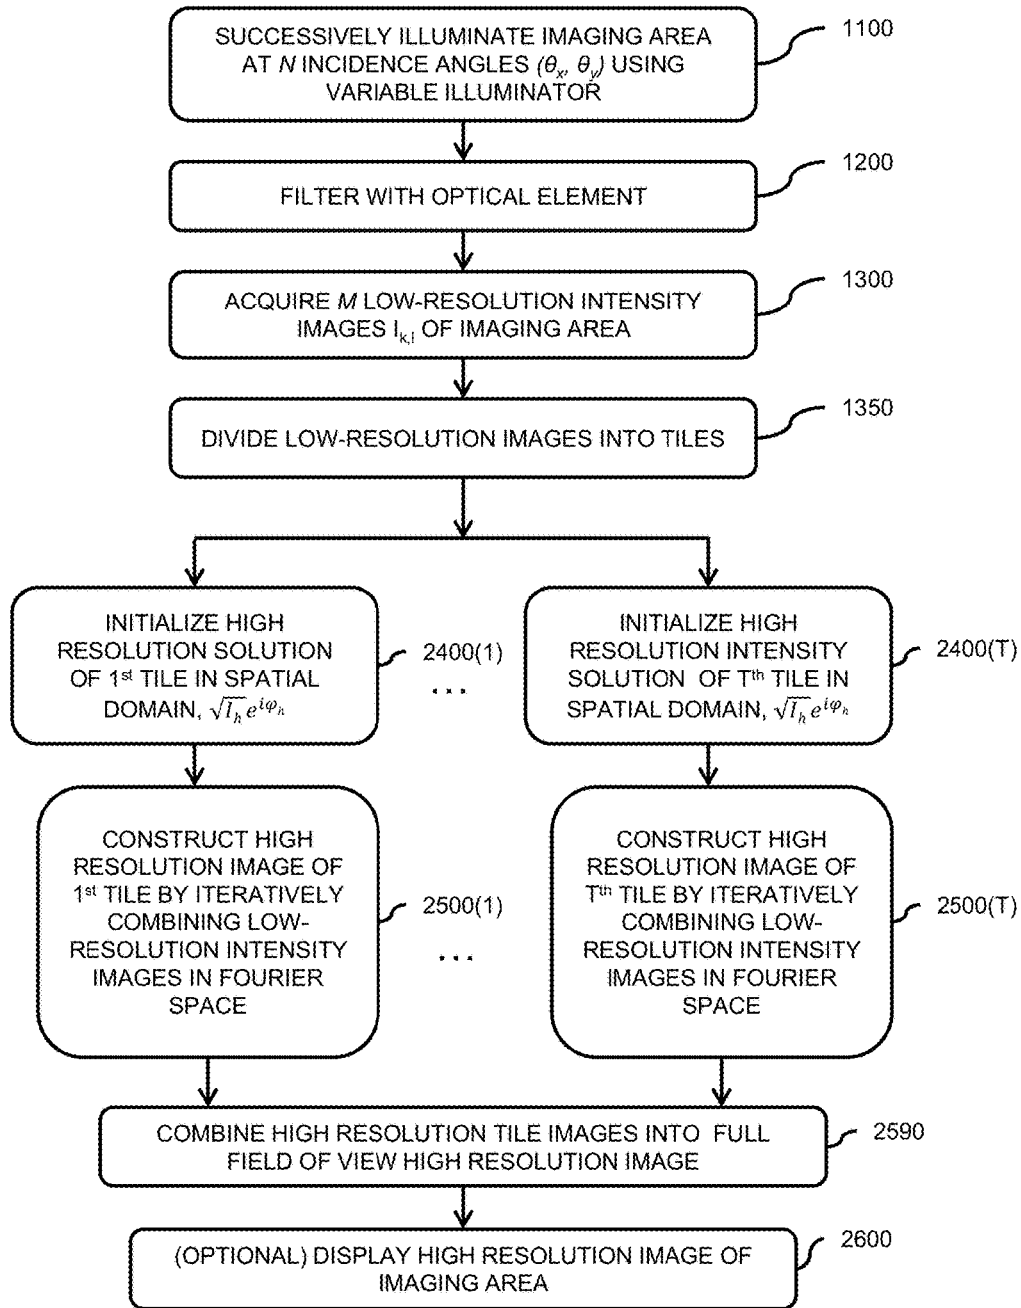 SUCCESSIVELY ILLUMINATE IMAGING AREA
AT N INCIDENCE ANGLES (θx, θy) USING
VARIABLE ILLUMINATOR
1100
FILTER WITH OPTICAL ELEMENT
1200
ACQUIRE M LOW-RESOLUTION INTENSITY
IMAGES Ik,l OF IMAGING AREA
1300
DIVIDE LOW-RESOLUTION IMAGES INTO TILES
1350
INITIALIZE HIGH
RESOLUTION SOLUTION
OF 1st TILE IN SPATIAL
DOMAIN, √Ih e^iφh
2400(1)
...
INITIALIZE HIGH
RESOLUTION INTENSITY
SOLUTION OF Tth TILE IN
SPATIAL DOMAIN, √Ih e^iφh
2400(T)
CONSTRUCT HIGH
RESOLUTION IMAGE OF
1st TILE BY ITERATIVELY
COMBINING LOW-
RESOLUTION INTENSITY
IMAGES IN FOURIER
SPACE
2500(1)
...
CONSTRUCT HIGH
RESOLUTION IMAGE OF
Tth TILE BY ITERATIVELY
COMBINING LOW-
RESOLUTION INTENSITY
IMAGES IN FOURIER
SPACE
2500(T)
COMBINE HIGH RESOLUTION TILE IMAGES INTO FULL
FIELD OF VIEW HIGH RESOLUTION IMAGE
2590
(OPTIONAL) DISPLAY HIGH RESOLUTION IMAGE OF
IMAGING AREA
2600